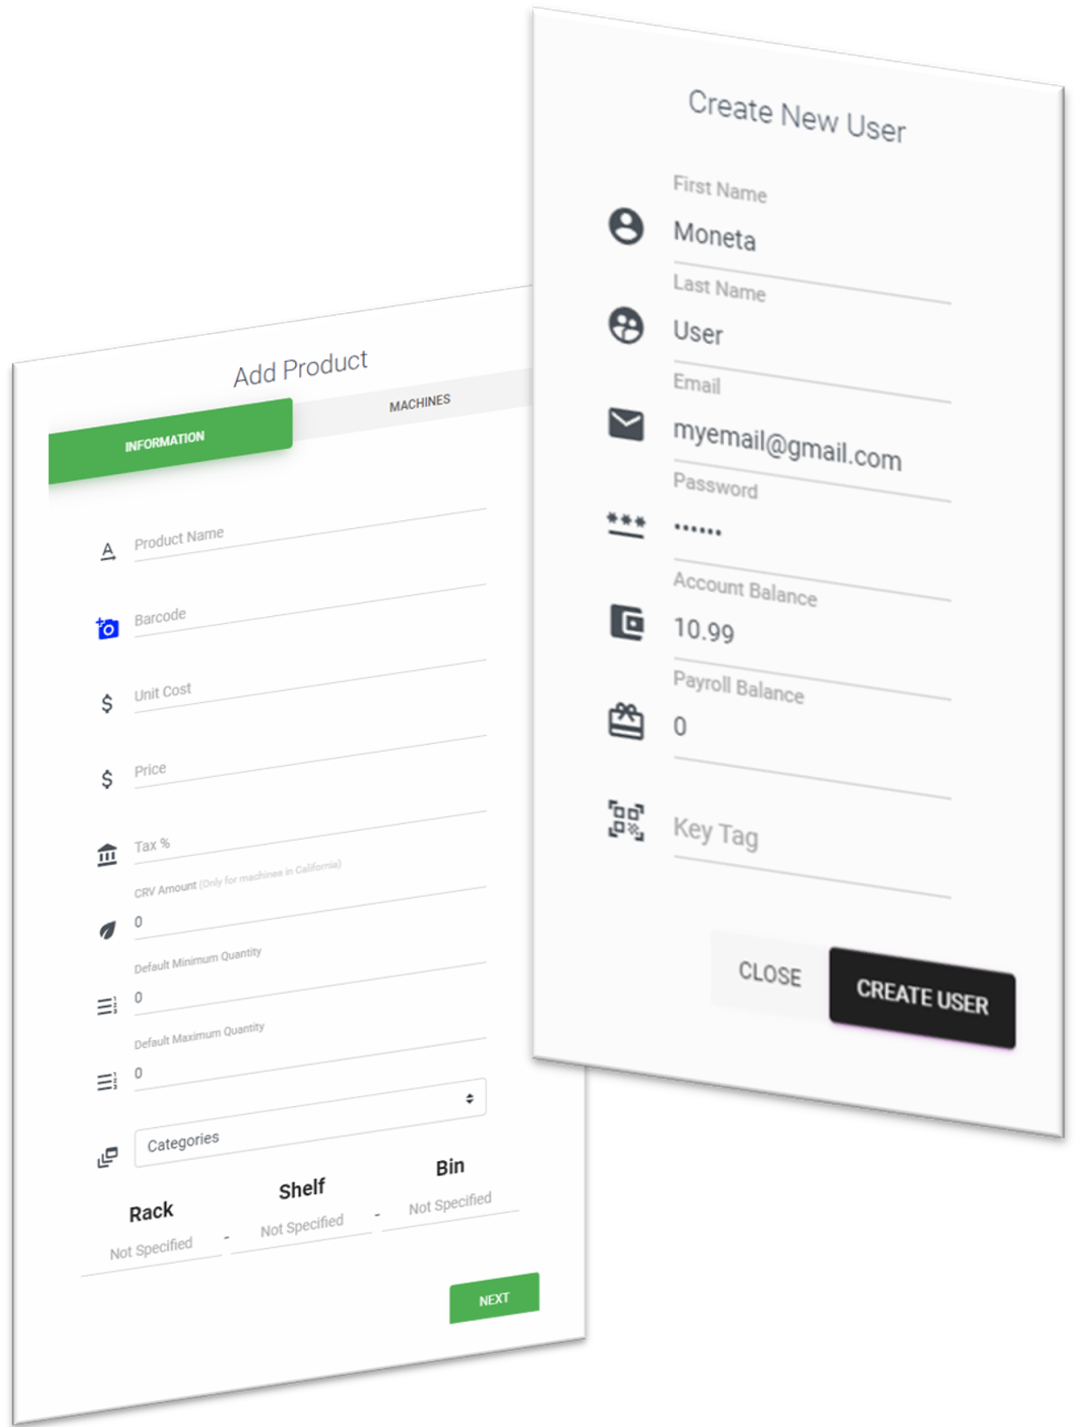 Create New User
First Name
Moneta
Last Name
User
Email
myemail@gmail.com
Password
••••••
Account Balance
10.99
Payroll Balance
0
Key Tag
CLOSE
CREATE USER
Add Product
INFORMATION
MACHINES
Product Name
Barcode
Unit Cost
Price
Tax %
CRV Amount (Only for machines in California)
0
Default Minimum Quantity
0
Default Maximum Quantity
0
Categories
Rack Shelf Bin
Not Specified - Not Specified - Not Specified
NEXT